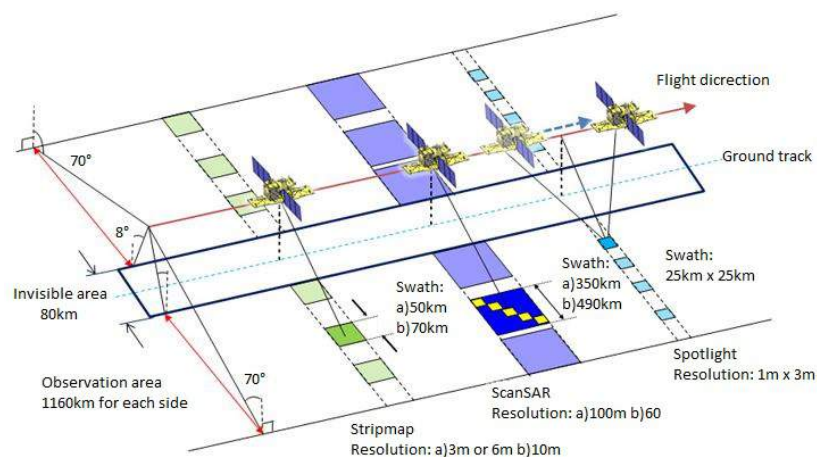 Flight dicrection
70°
Ground track
8°
Invisible area
80km
Swath:
a)50km
b)70km
Swath:
a)350km
b)490km
Swath:
25km x 25km
Observation area
1160km for each side
70°
Spotlight
Resolution: 1m x 3m
ScanSAR
Resolution: a)100m b)60
Stripmap
Resolution: a)3m or 6m b)10m